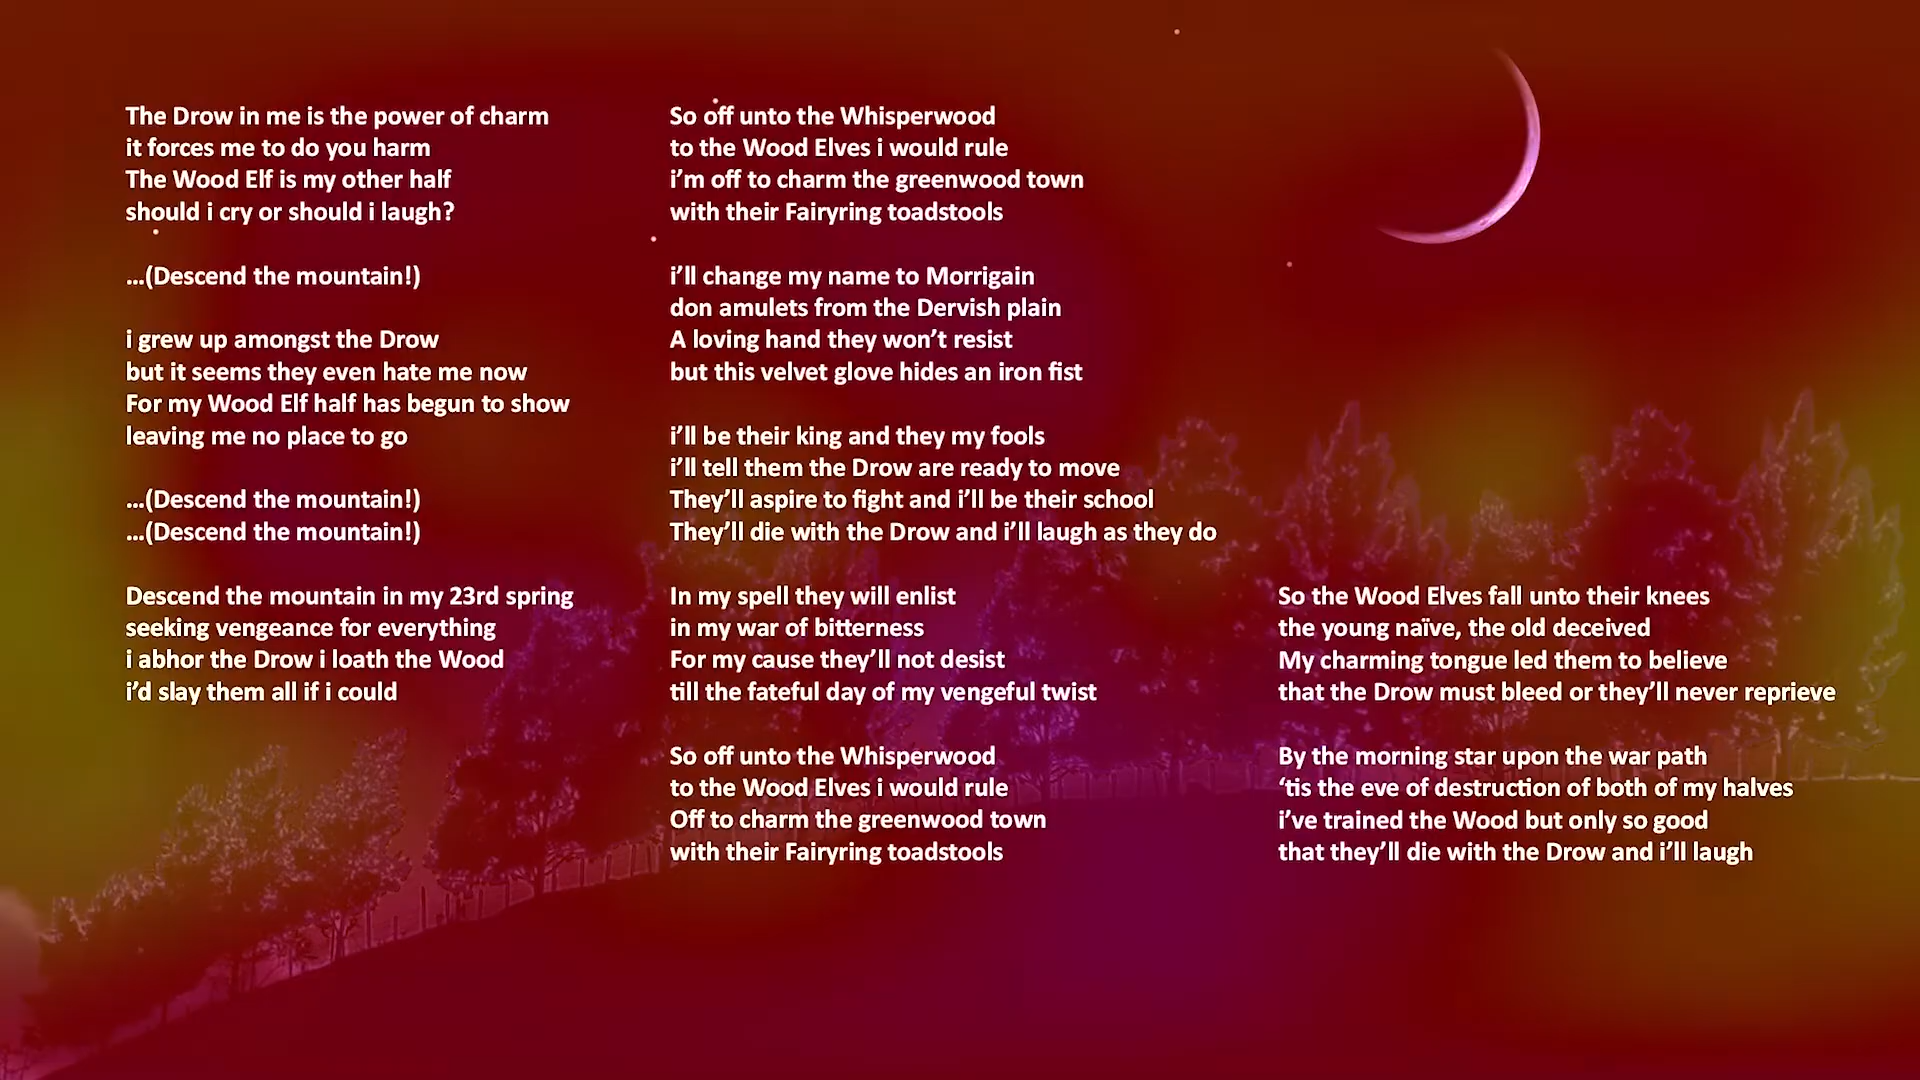 The Drow in me is the power of charm
it forces me to do you harm
The Wood Elf is my other half
should i cry or should i laugh?
...(Descend the mountain!)
i grew up amongst the Drow
but it seems they even hate me now
For my Wood Elf half has begun to show
leaving me no place to go
...(Descend the mountain!)
...(Descend the mountain!)
Descend the mountain in my 23rd spring
seeking vengeance for everything
i abhor the Drow i loath the Wood
i’d slay them all if i could
So off unto the Whisperwood
to the Wood Elves i would rule
i’m off to charm the greenwood town
with their Fairyring toadstools
i’ll change my name to Morrigain
don amulets from the Dervish plain
A loving hand they won’t resist
but this velvet glove hides an iron fist
i’ll be their king and they my fools
i’ll tell them the Drow are ready to move
They’ll aspire to fight and i’ll be their school
They’ll die with the Drow and i’ll laugh as they do
In my spell they will enlist
in my war of bitterness
For my cause they’ll not desist
till the fateful day of my vengeful twist
So off unto the Whisperwood
to the Wood Elves i would rule
Off to charm the greenwood town
with their Fairyring toadstools
So the Wood Elves fall unto their knees
the young naïve, the old deceived
My charming tongue led them to believe
that the Drow must bleed or they’ll never reprieve
By the morning star upon the war path
‘tis the eve of destruction of both of my halves
i’ve trained the Wood but only so good
that they’ll die with the Drow and i’ll laugh